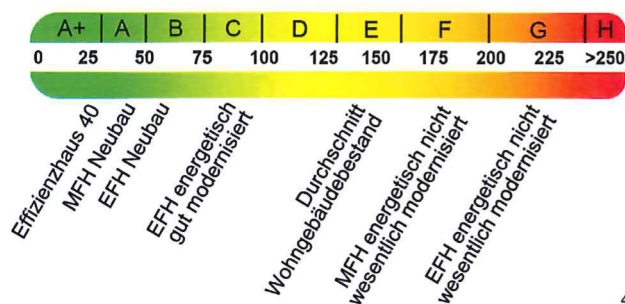 A+ A B C D E F G H
0 25 50 75 100 125 150 175 200 225 >250
Effizienzhaus 40
MFH Neubau
EFH Neubau
EFH energetisch
gut modernisiert
Durchschnitt
Wohngebäudebestand
MFH energetisch nicht
wesentlich modernisiert
EFH energetisch nicht
wesentlich modernisiert